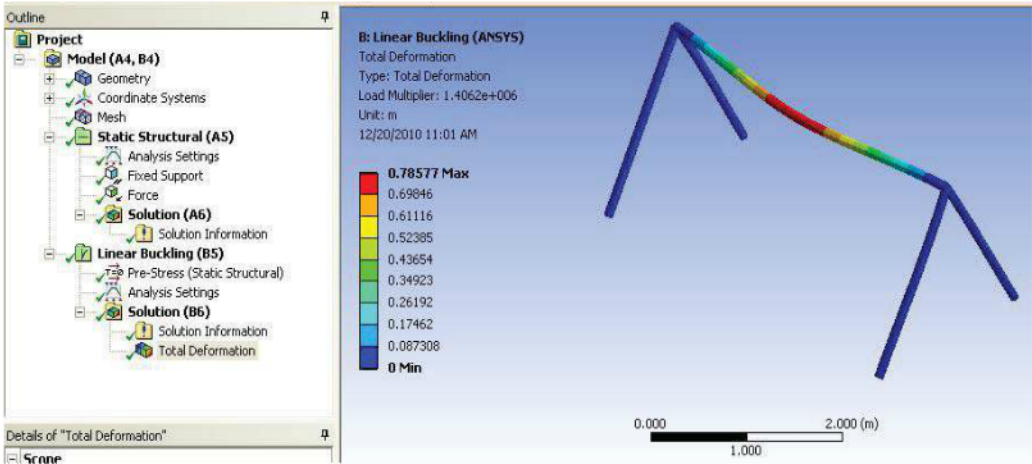 Outline
Project
Model (A4, B4)
Geometry
Coordinate Systems
Mesh
Static Structural (A5)
Analysis Settings
Fixed Support
Force
Solution (A6)
Solution Information
Linear Buckling (B5)
T=0 Pre-Stress (Static Structural)
Analysis Settings
Solution (B6)
Solution Information
Total Deformation
Details of "Total Deformation"
Scope
B: Linear Buckling (ANSYS)
Total Deformation
Type: Total Deformation
Load Multiplier: 1.4062e+006
Unit: m
12/20/2010 11:01 AM
0.78577 Max
0.69846
0.61116
0.52385
0.43654
0.34923
0.26192
0.17462
0.087308
0 Min
0.000 2.000 (m)
1.000